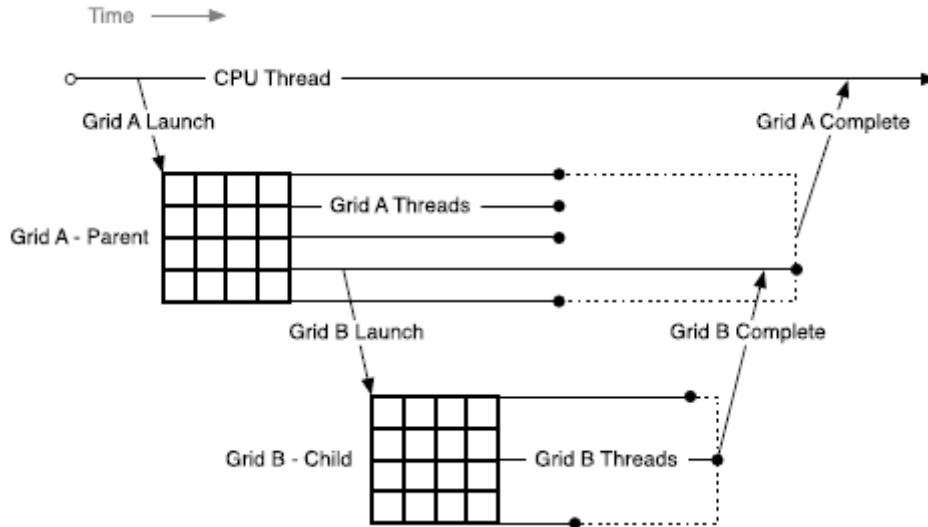 Time
CPU Thread
Grid A Launch
Grid A Complete
Grid A Threads
Grid A - Parent
Grid B Launch
Grid B Complete
Grid B - Child
Grid B Threads